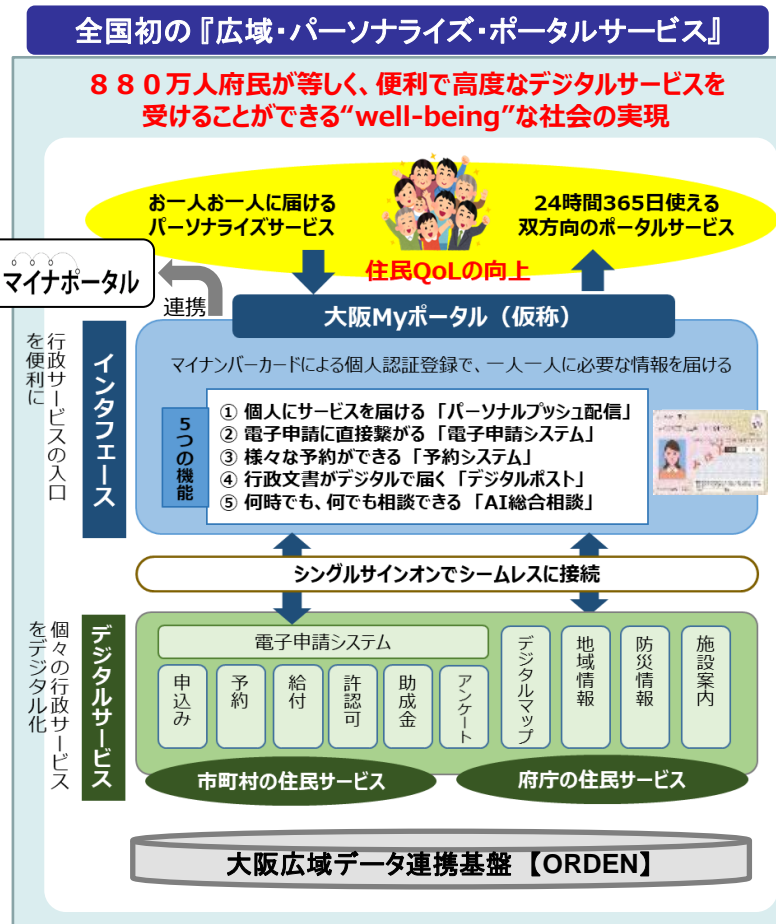 全国初の『広域・パーソナライズ・ポータルサービス』
８８０万人府民が等しく、便利で高度なデジタルサービスを
受けることができる“well-being”な社会の実現
お一人お一人に届ける
パーソナライズサービス
24時間365日使える
双方向のポータルサービス
住民QoLの向上
マイナポータル
連携
大阪Myポータル（仮称）
行政サービスの入口
を便利に
インタフェース
マイナンバーカードによる個人認証登録で、一人一人に必要な情報を届ける
5つの機能
① 個人にサービスを届ける「パーソナルプッシュ配信」
② 電子申請に直接繋がる「電子申請システム」
③ 様々な予約ができる「予約システム」
④ 行政文書がデジタルで届く「デジタルポスト」
⑤ 何時でも、何でも相談できる「AI総合相談」
シングルサインオンでシームレスに接続
個々の行政サービス
をデジタル化
デジタルサービス
電子申請システム
申込み
予約
給付
許認可
助成金
アンケート
デジタルマップ
地域情報
防災情報
施設案内
市町村の住民サービス
府庁の住民サービス
大阪広域データ連携基盤【ORDEN】